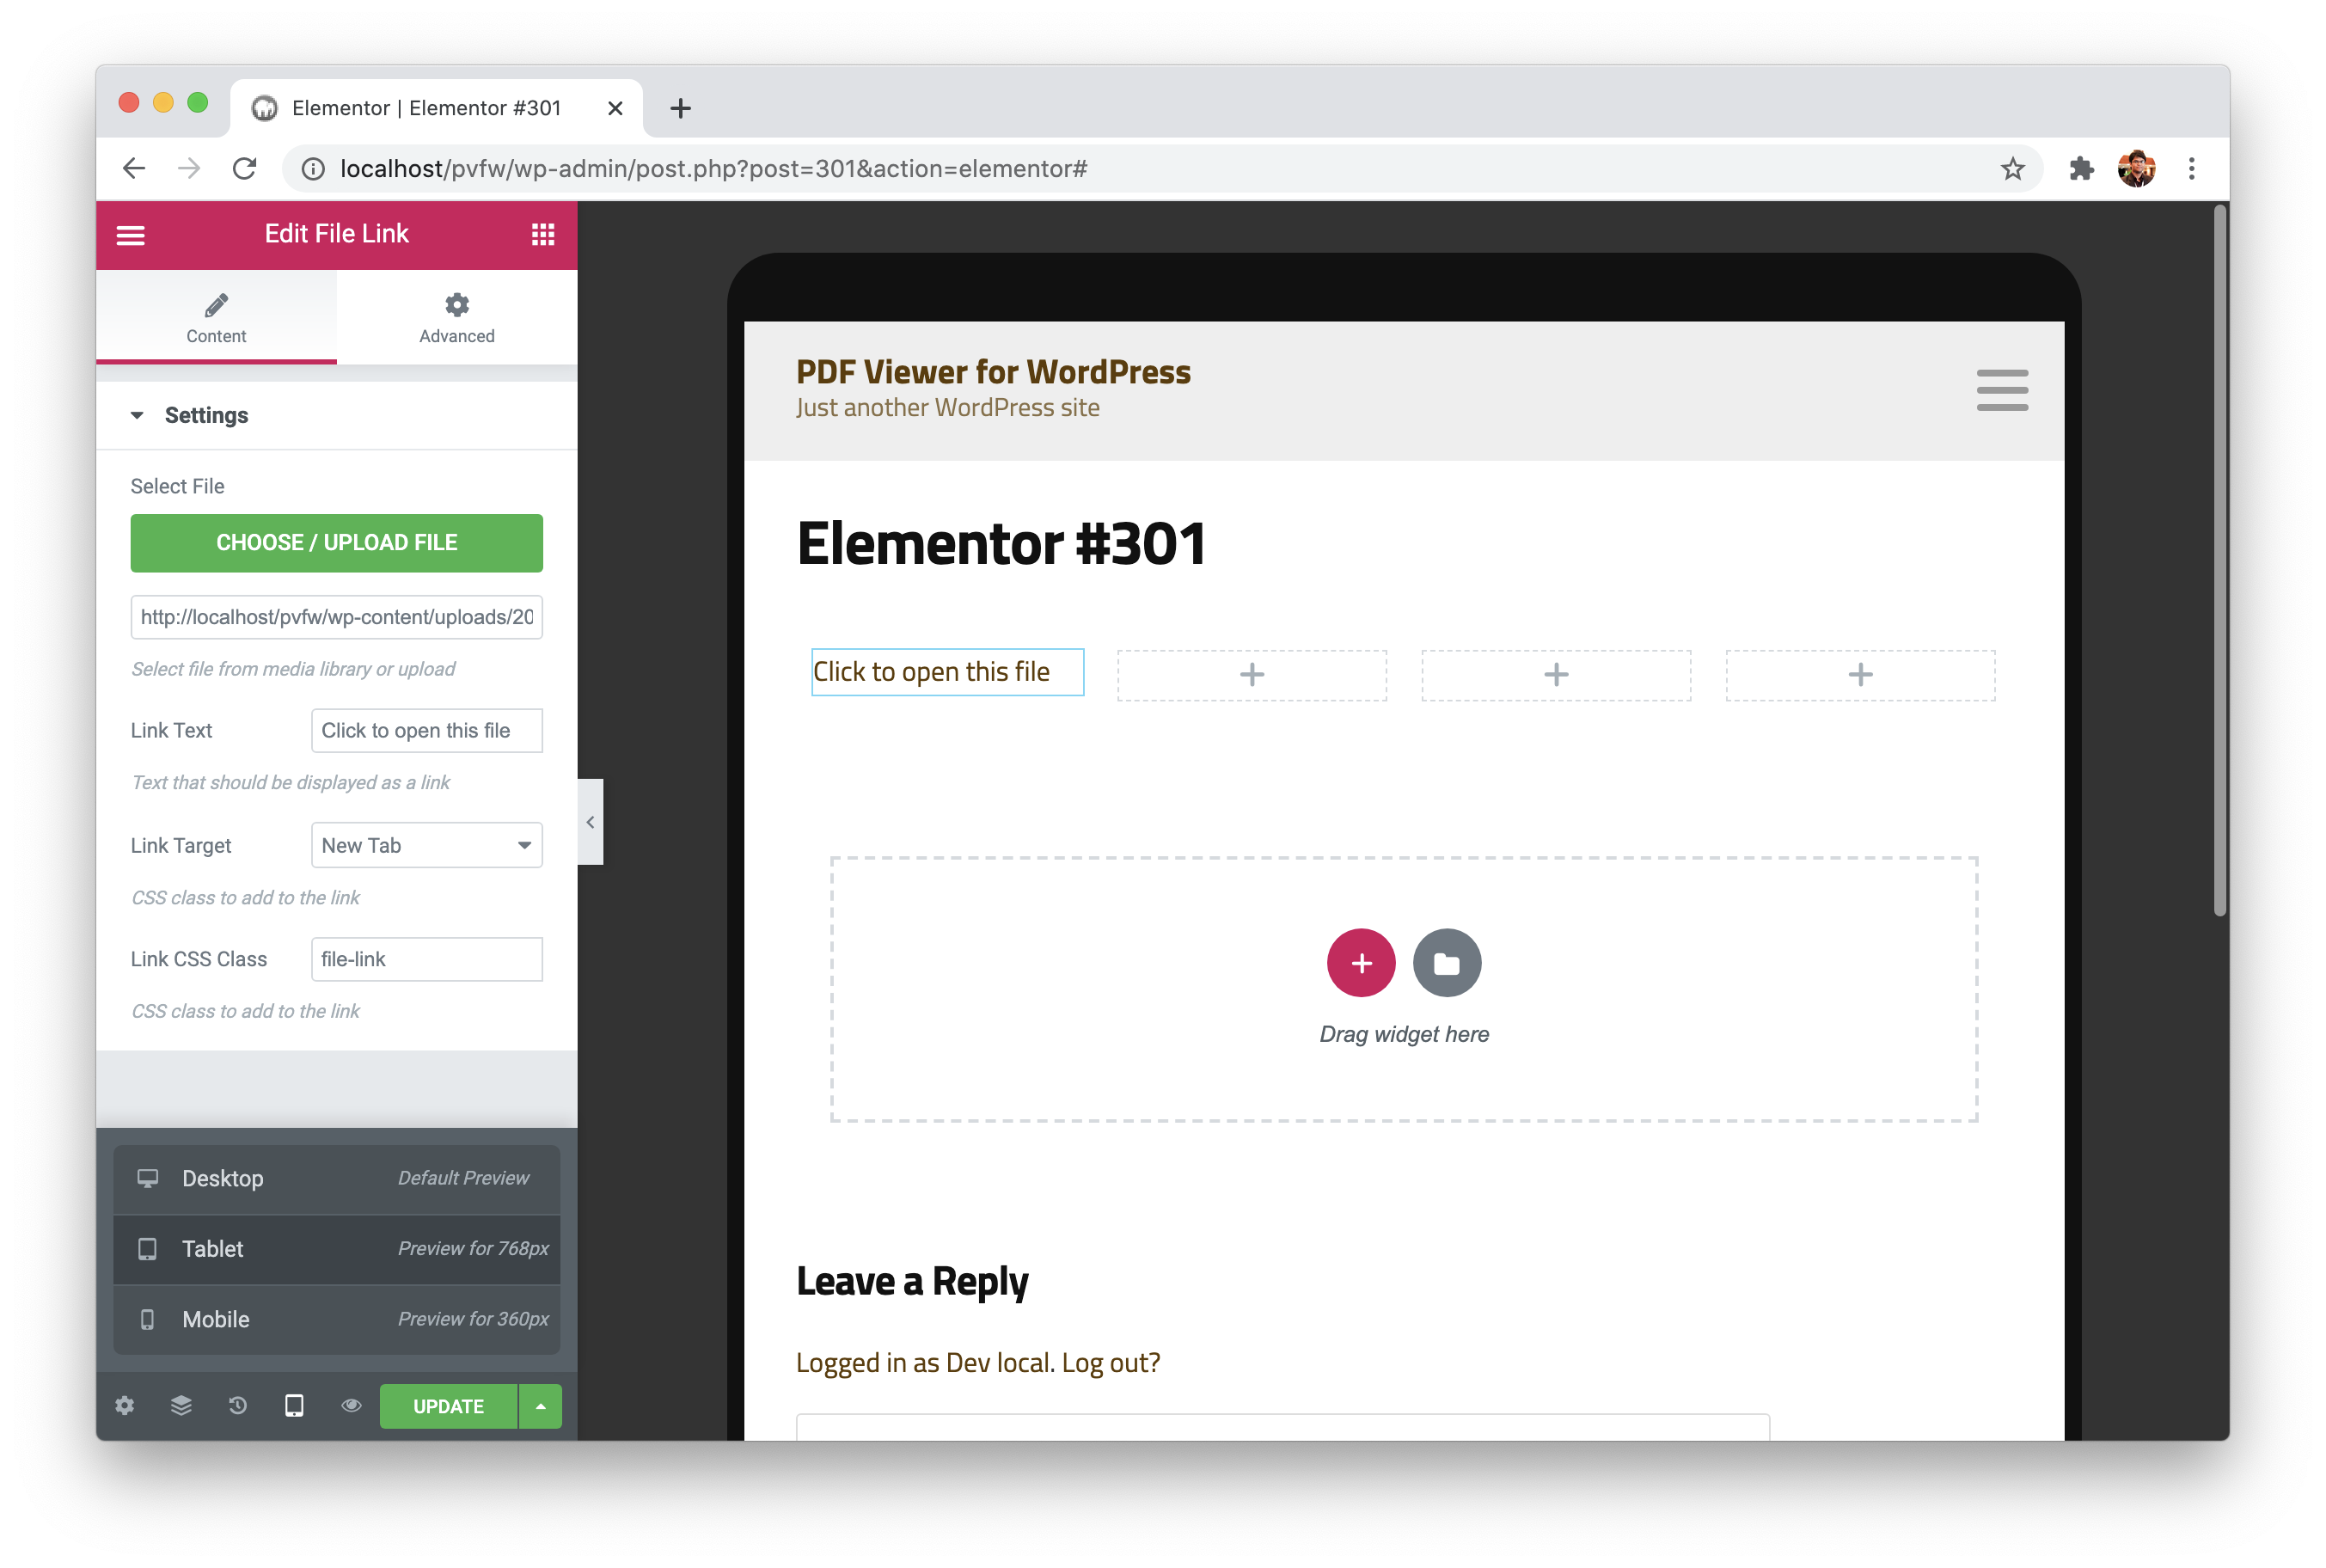 Elementor | Elementor #301
localhost/pvfw/wp-admin/post.php?post=301&action=elementor#
Edit File Link
Content
Advanced
Settings
Select File
CHOOSE / UPLOAD FILE
http://localhost/pvfw/wp-content/uploads/20
Select file from media library or upload
Link Text
Click to open this file
Text that should be displayed as a link
Link Target
New Tab
CSS class to add to the link
Link CSS Class
file-link
CSS class to add to the link
Desktop
Default Preview
Tablet
Preview for 768px
Mobile
Preview for 360px
UPDATE
PDF Viewer for WordPress
Just another WordPress site
Elementor #301
Click to open this file
Drag widget here
Leave a Reply
Logged in as Dev local. Log out?